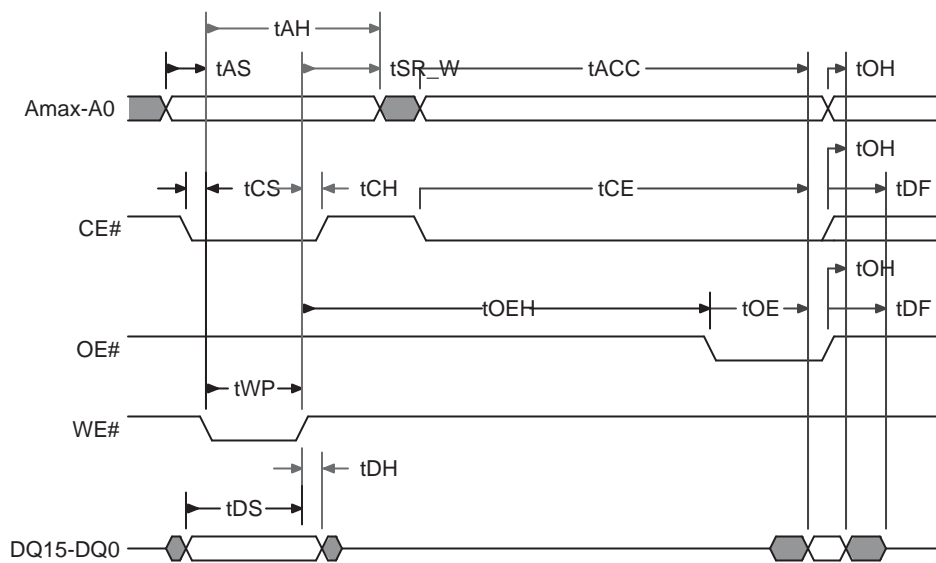 tAH
tAS
tSR_W
tACC
tOH
Amax-A0
tOH
tCS
tCH
tCE
tDF
CE#
tOH
tOEH
tOE
tDF
OE#
tWP
WE#
tDH
tDS
DQ15-DQ0